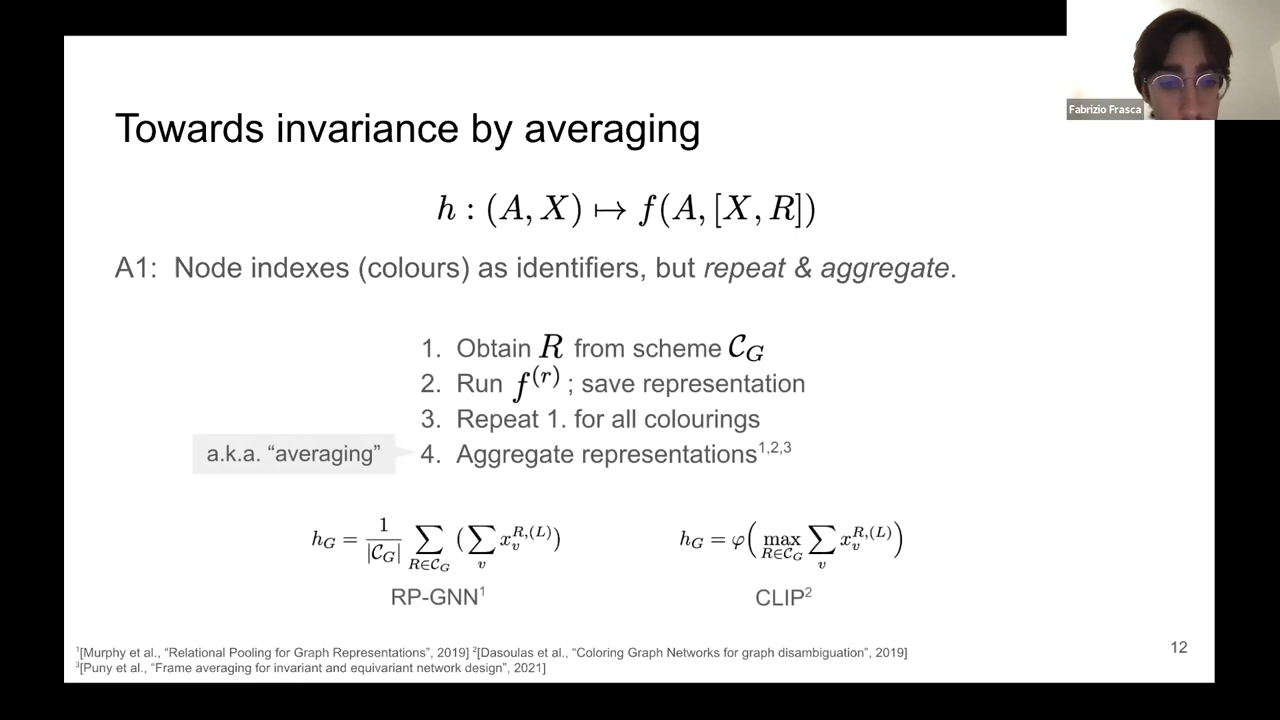 Fabrizio Frasca
Towards invariance by averaging
h : (A, X) ↦ f(A, [X, R])
A1: Node indexes (colours) as identifiers, but repeat & aggregate.
1. Obtain R from scheme 𝒞_G
2. Run f^(r) ; save representation
3. Repeat 1. for all colourings
a.k.a. “averaging” 4. Aggregate representations^1,2,3
h_G = 1/|𝒞_G| ∑_{R∈𝒞_G} (∑_v x_v^{R,(L)}) h_G = φ(max_{R∈𝒞_G} ∑_v x_v^{R,(L)})
RP-GNN^1 CLIP^2
^1[Murphy et al., “Relational Pooling for Graph Representations”, 2019] ^2[Dasoulas et al., “Coloring Graph Networks for graph disambiguation”, 2019]
^3[Puny et al., “Frame averaging for invariant and equivariant network design”, 2021]
12